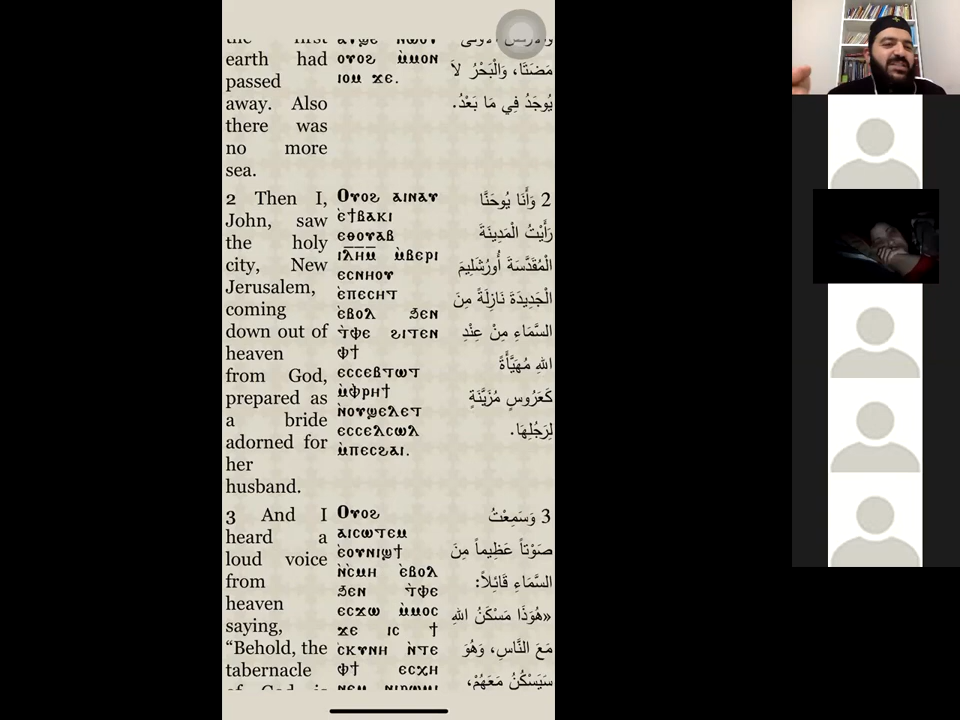 earth had
passed
away. Also
there was
no more
sea.
2 Then I,
John, saw
the holy
city, New
Jerusalem,
coming
down out of
heaven
from God,
prepared as
a bride
adorned for
her
husband.
3 And I
heard a
loud voice
from
heaven
saying,
“Behold, the
tabernacle
ⲟⲩⲟϩ ⲙ̀ⲙⲟⲛ
ⲓⲟⲙ ϫⲉ.
Ⲟⲩⲟϩ ⲁⲓⲛⲁⲩ
ⲉ̀ϯⲃⲁⲕⲓ
ⲉⲑⲟⲩⲁⲃ
ⲓ̅ⲗ̅ⲏ̅ⲙ̅ ⲙ̀ⲃⲉⲣⲓ
ⲉⲥⲛⲏⲟⲩ
ⲉ̀ⲡⲉⲥⲏⲧ
ⲉ̀ⲃⲟⲗ ϧⲉⲛ
ⲧ̀ⲫⲉ ϩⲓⲧⲉⲛ
ⲫϯ
ⲉⲥⲥⲉⲃⲧⲱⲧ
ⲙ̀ⲫⲣⲏϯ
ⲛ̀ⲟⲩϣⲉⲗⲉⲧ
ⲉⲥⲥⲉⲗⲥⲱⲗ
ⲙ̀ⲡⲉⲥϩⲁⲓ.
Ⲟⲩⲟϩ
ⲁⲓⲥⲱⲧⲉⲙ
ⲉ̀ⲟⲩⲛⲓϣϯ
ⲛ̀ⲥⲙⲏ ⲉ̀ⲃⲟⲗ
ϧⲉⲛ ⲧ̀ⲫⲉ
ⲉⲥϫⲱ ⲙ̀ⲙⲟⲥ
ϫⲉ ⲓⲥ ϯ
ⲥⲕⲩⲛⲏ ⲛ̀ⲧⲉ
ⲫϯ ⲉⲥⲭⲏ
ⲛⲉⲙ ⲛⲓⲣⲱⲙⲓ
مَضَتَا، وَالْبَحْرُ لاَ
يُوجَدُ فِي مَا بَعْدُ.
2 وَأَنَا يُوحَنَّا
رَأَيْتُ الْمَدِينَةَ
الْمُقَدَّسَةَ أُورُشَلِيمَ
الْجَدِيدَةَ نَازِلَةً مِنَ
السَّمَاءِ مِنْ عِنْدِ
اللهِ مُهَيَّأَةً
كَعَرُوسٍ مُزَيَّنَةٍ
لِرَجُلِهَا.
3 وَسَمِعْتُ
صَوْتاً عَظِيماً مِنَ
السَّمَاءِ قَائِلاً:
«هُوَذَا مَسْكَنُ اللهِ
مَعَ النَّاسِ، وَهُوَ
سَيَسْكُنُ مَعَهُمْ،